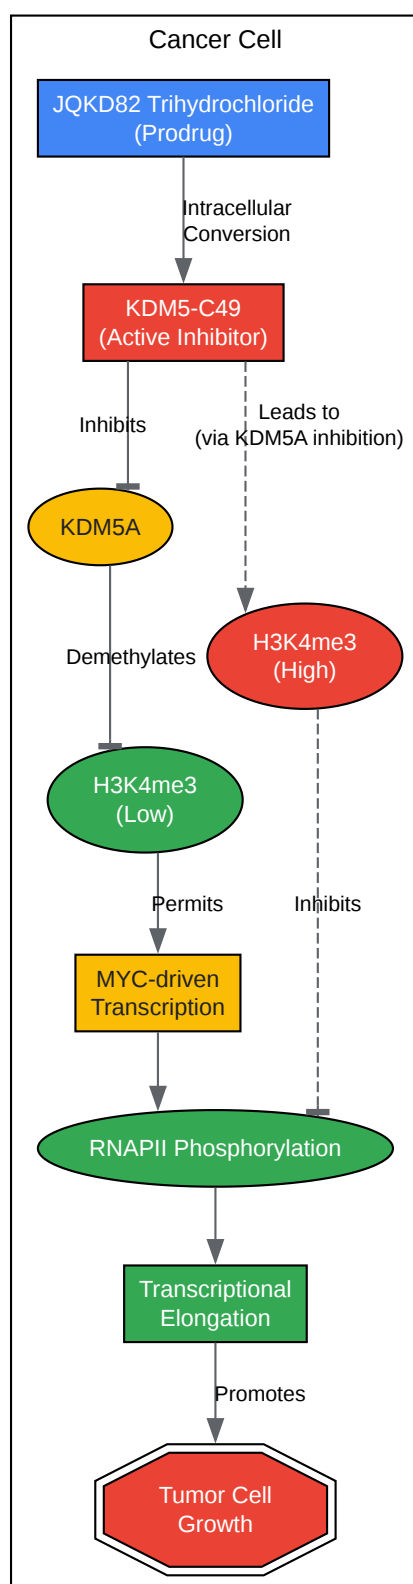 Cancer Cell
JQKD82 Trihydrochloride
(Prodrug)
Intracellular
Conversion
KDM5-C49
(Active Inhibitor)
Inhibits
Leads to
(via KDM5A inhibition)
KDM5A
Demethylates
H3K4me3
(High)
H3K4me3
(Low)
Permits
Inhibits
MYC-driven
Transcription
RNAPII Phosphorylation
Transcriptional
Elongation
Promotes
Tumor Cell
Growth